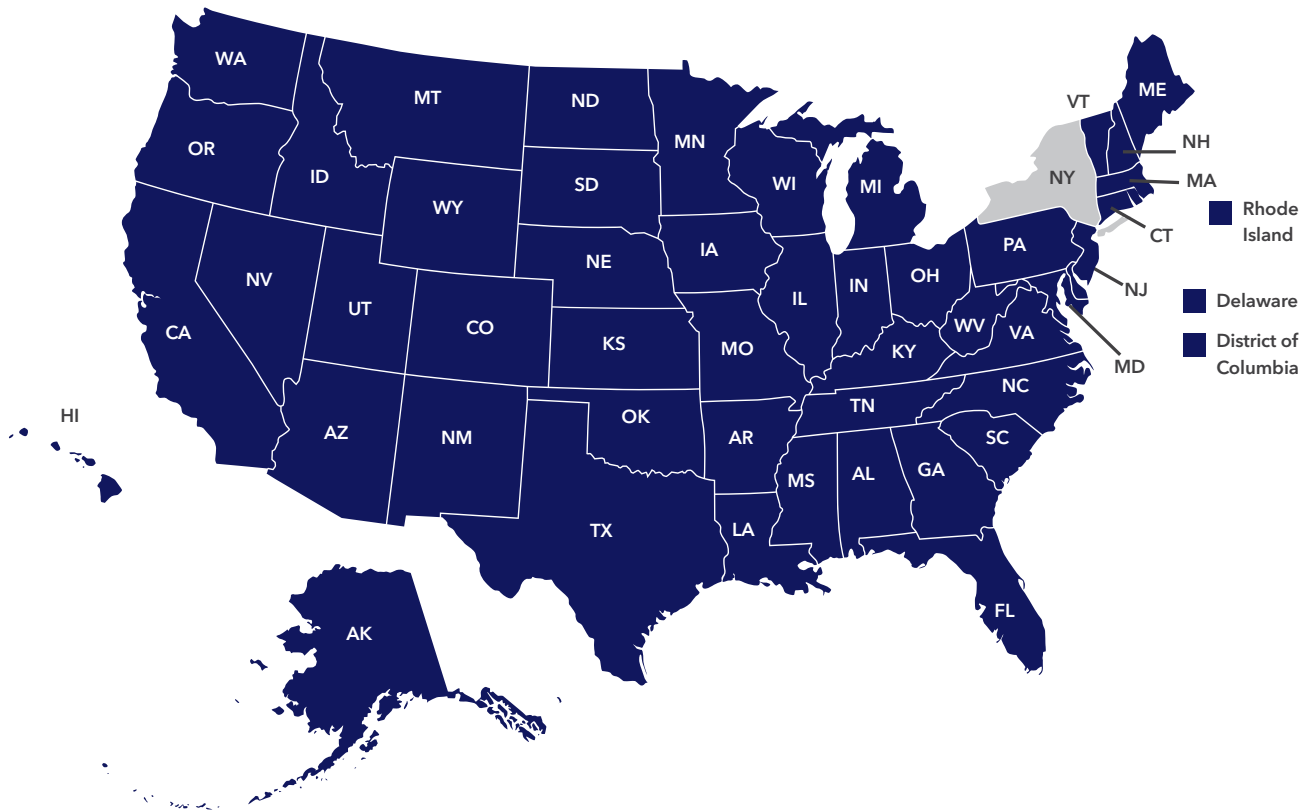 WA
MT
ND
MN
VT
ME
OR
ID
SD
WI
MI
NH
NY
MA
WY
Rhode
Island
IA
PA
CT
NE
NV
OH
IN
IL
NJ
UT
CO
Delaware
CA
KS
MO
WV
VA
KY
District of
Columbia
MD
NC
TN
HI
OK
AZ
NM
AR
SC
MS
AL
GA
TX
LA
FL
AK